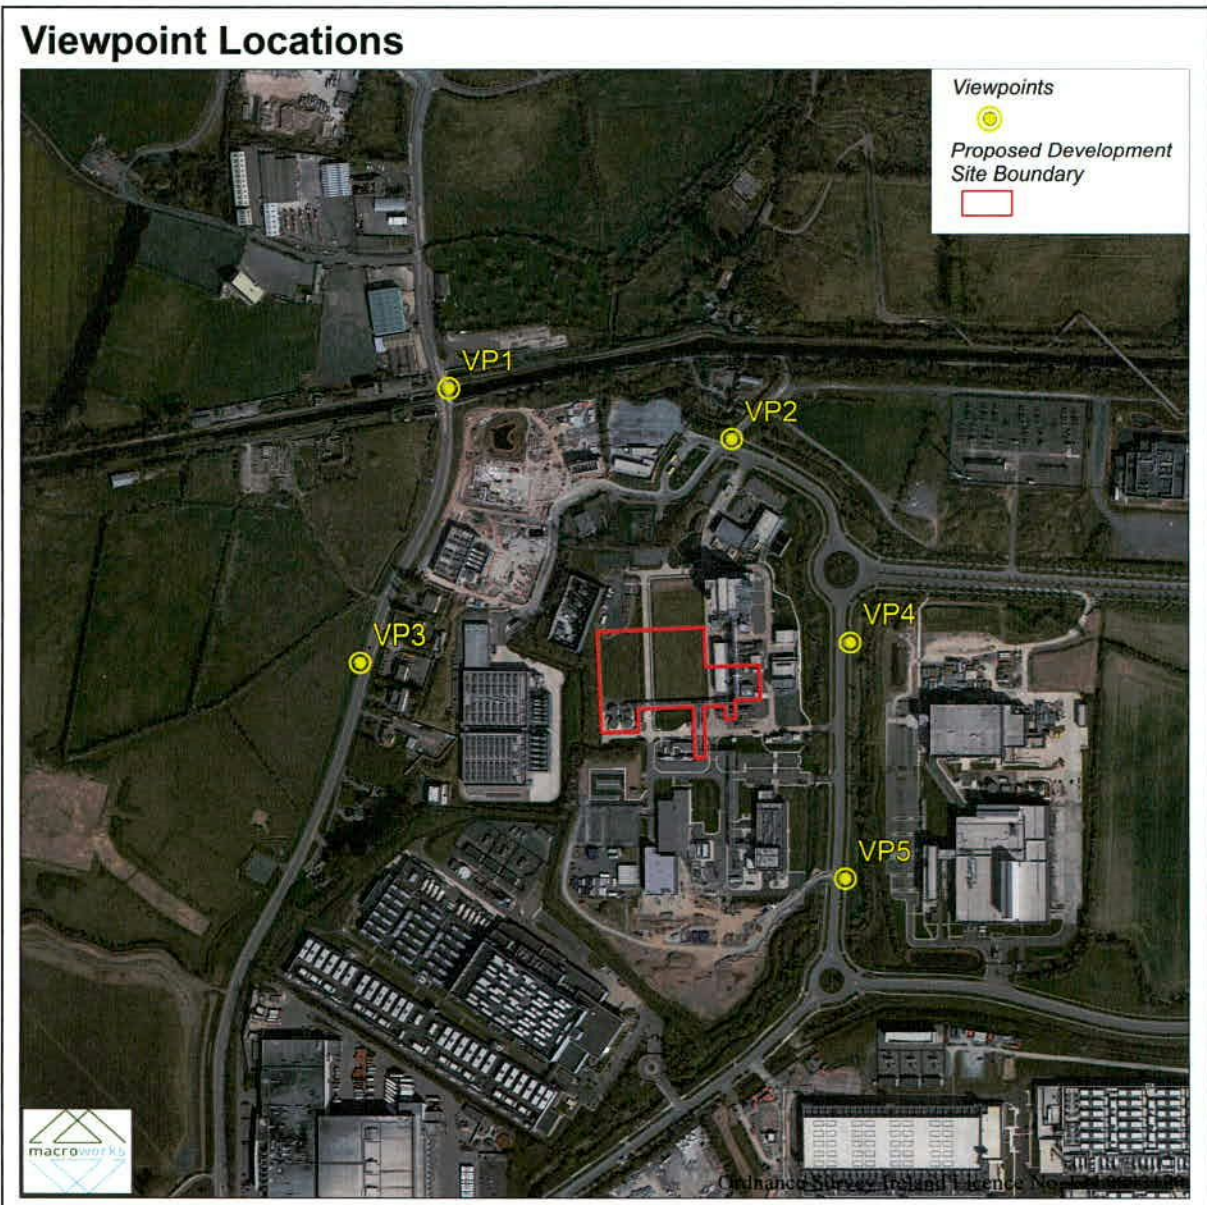 Viewpoint Locations
Viewpoints
Proposed Development
Site Boundary
VP1
VP2
VP3
VP4
VP5
macroworks
Ordnance Survey Ireland Licence No.